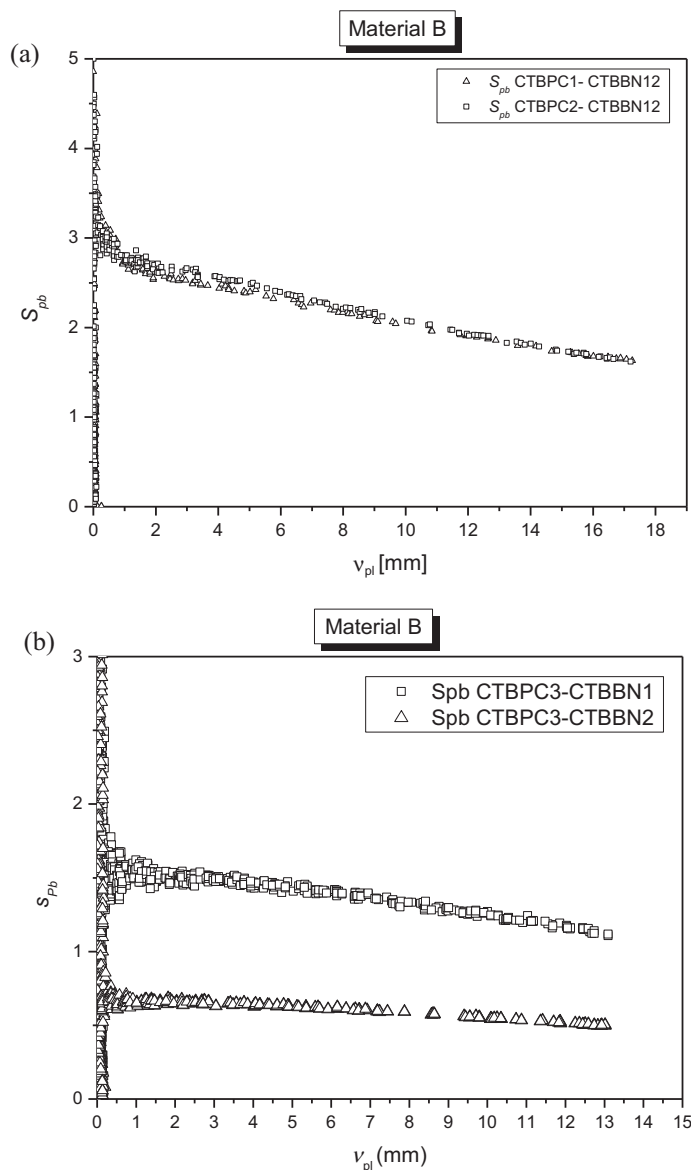 (a)
Material B
S_pb CTBPC1- CTBBN12
S_pb CTBPC2- CTBBN12
5
4
3
2
1
0
S_pb
0 2 4 6 8 10 12 14 16 18
ν_pl [mm]
(b)
Material B
Spb CTBPC3-CTBBN1
Spb CTBPC3-CTBBN2
3
2
1
0
s_Pb
0 1 2 3 4 5 6 7 8 9 10 11 12 13 14 15
ν_pl (mm)